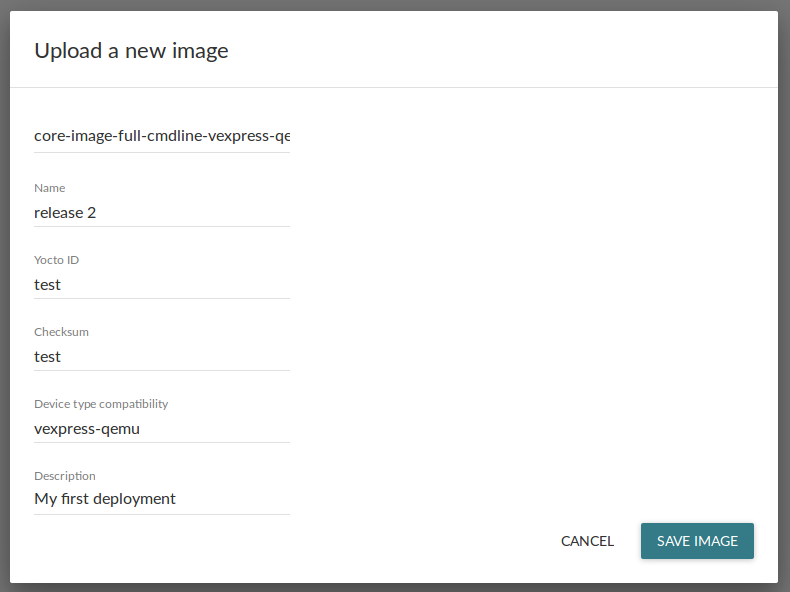 Upload a new image
core-image-full-cmdline-vexpress-qe
Name
release 2
Yocto ID
test
Checksum
test
Device type compatibility
vexpress-qemu
Description
My first deployment
CANCEL
SAVE IMAGE